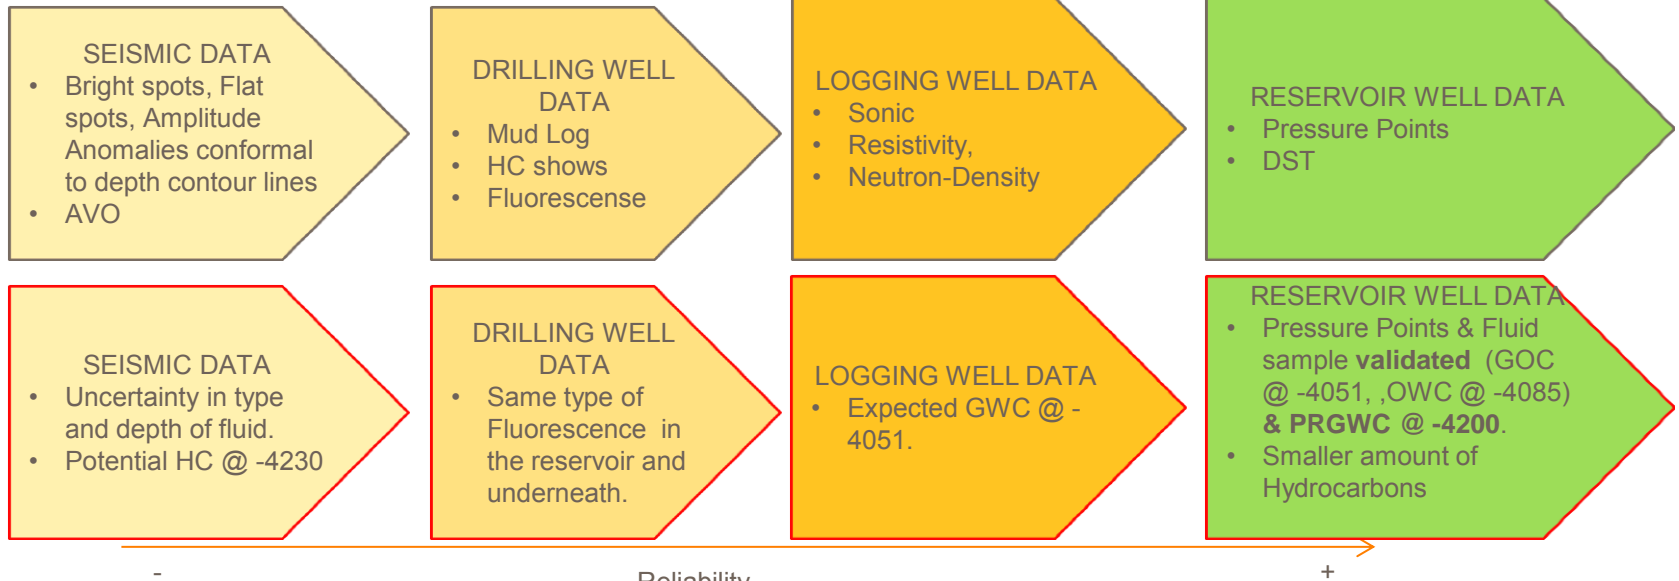 SEISMIC DATA
• Bright spots, Flat
spots, Amplitude
Anomalies conformal
to depth contour lines
• AVO
DRILLING WELL
DATA
• Mud Log
• HC shows
• Fluorescense
LOGGING WELL DATA
• Sonic
• Resistivity,
• Neutron-Density
RESERVOIR WELL DATA
• Pressure Points
• DST
SEISMIC DATA
• Uncertainty in type
and depth of fluid.
• Potential HC @ -4230
DRILLING WELL
DATA
• Same type of
Fluorescence in
the reservoir and
underneath.
LOGGING WELL DATA
• Expected GWC @ -
4051.
RESERVOIR WELL DATA
• Pressure Points & Fluid
sample validated (GOC
@ -4051, ,OWC @ -4085)
& PRGWC @ -4200.
• Smaller amount of
Hydrocarbons
-
Reliability
+